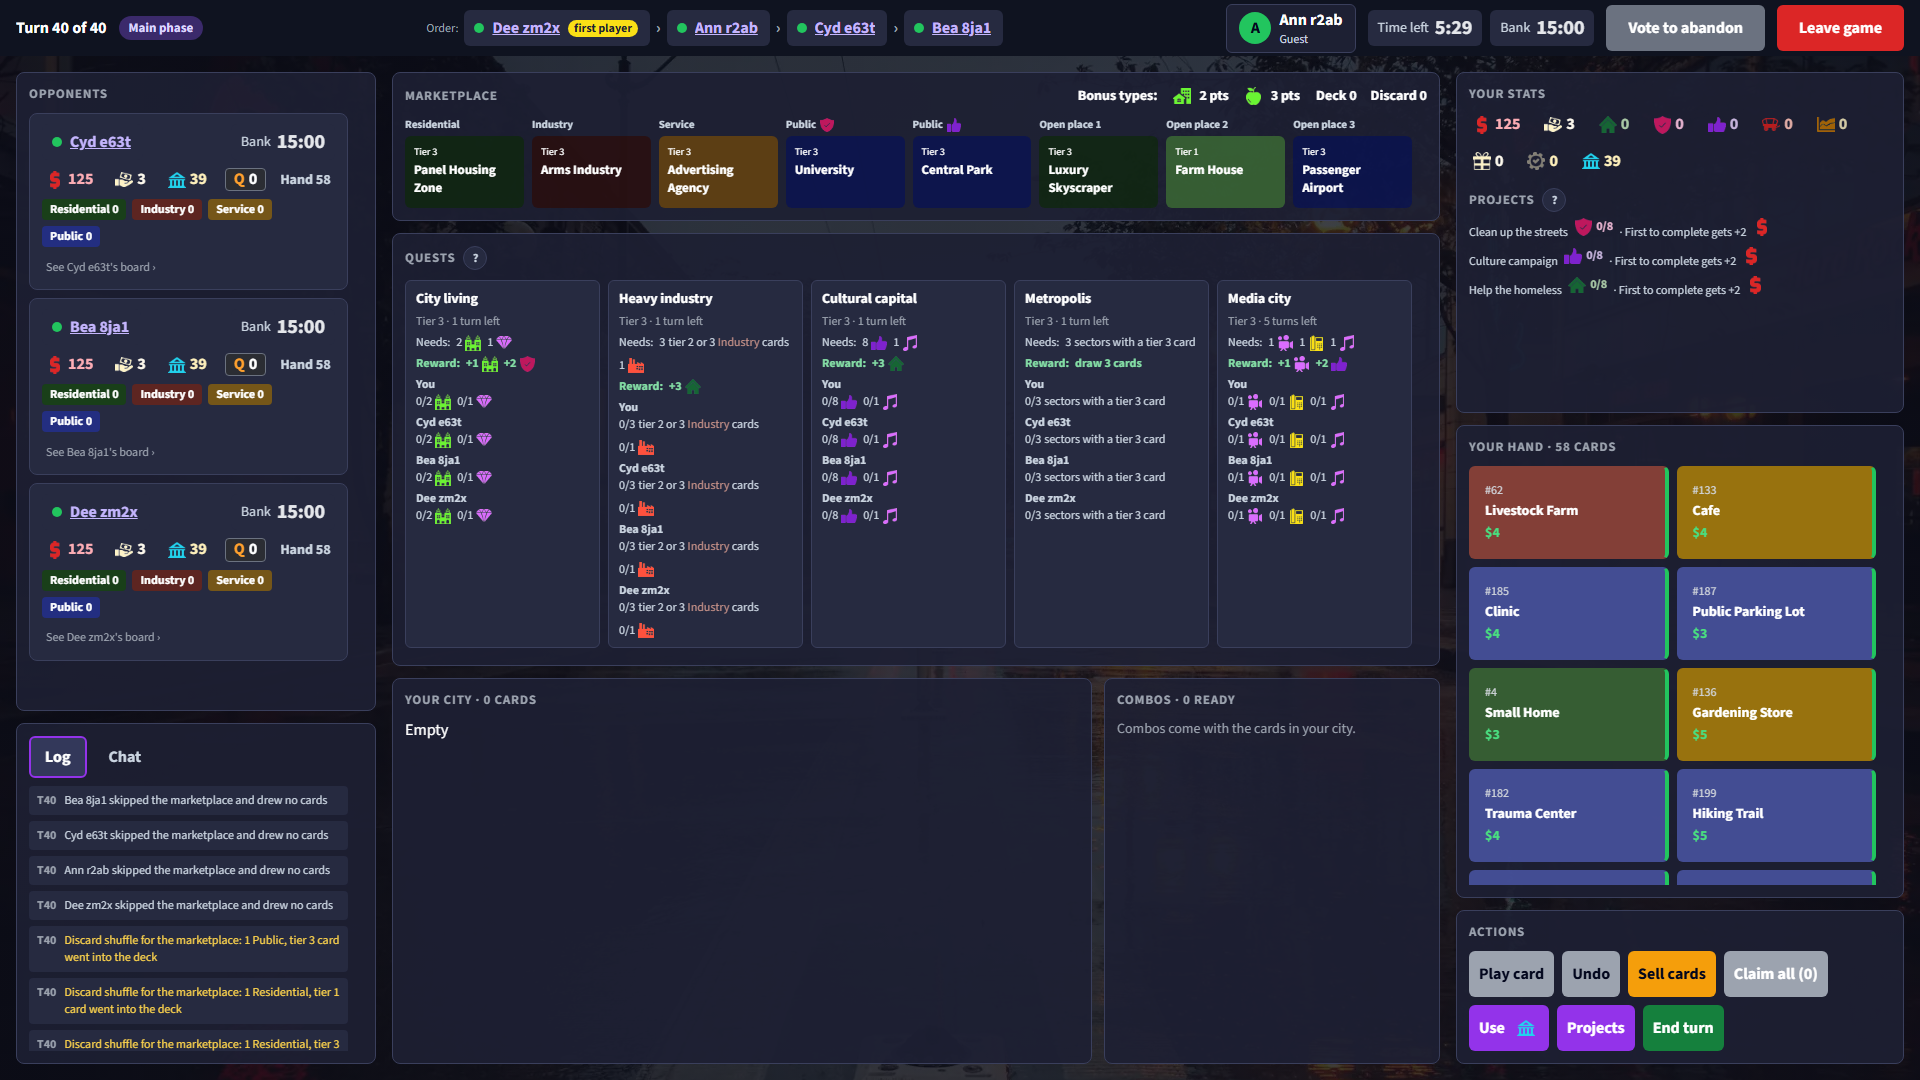 Turn 40 of 40
Main phase
Order:
Dee zm2x first player › Ann r2ab › Cyd e63t › Bea 8ja1
A
Ann r2ab
Guest
Time left 5:29
Bank 15:00
Vote to abandon
Leave game
OPPONENTS
Cyd e63t
Bank 15:00
$ 125 3 39 Q 0 Hand 58
Residential 0 Industry 0 Service 0
Public 0
See Cyd e63t's board ›
Bea 8ja1
Bank 15:00
$ 125 3 39 Q 0 Hand 58
Residential 0 Industry 0 Service 0
Public 0
See Bea 8ja1's board ›
Dee zm2x
Bank 15:00
$ 125 3 39 Q 0 Hand 58
Residential 0 Industry 0 Service 0
Public 0
See Dee zm2x's board ›
Log
Chat
T40 Bea 8ja1 skipped the marketplace and drew no cards
T40 Cyd e63t skipped the marketplace and drew no cards
T40 Ann r2ab skipped the marketplace and drew no cards
T40 Dee zm2x skipped the marketplace and drew no cards
T40 Discard shuffle for the marketplace: 1 Public, tier 3 card
went into the deck
T40 Discard shuffle for the marketplace: 1 Residential, tier 1
card went into the deck
T40 Discard shuffle for the marketplace: 1 Residential, tier 3
MARKETPLACE
Bonus types: 2 pts 3 pts Deck 0 Discard 0
Residential
Tier 3
Panel Housing
Zone
Industry
Tier 3
Arms Industry
Service
Tier 3
Advertising
Agency
Public
Tier 3
University
Public
Tier 3
Central Park
Open place 1
Tier 3
Luxury
Skyscraper
Open place 2
Tier 1
Farm House
Open place 3
Tier 3
Passenger
Airport
QUESTS ?
City living
Tier 3 · 1 turn left
Needs: 2 1
Reward: +1 +2
You
0/2 0/1
Cyd e63t
0/2 0/1
Bea 8ja1
0/2 0/1
Dee zm2x
0/2 0/1
Heavy industry
Tier 3 · 1 turn left
Needs: 3 tier 2 or 3 Industry cards
1
Reward: +3
You
0/3 tier 2 or 3 Industry cards
0/1
Cyd e63t
0/3 tier 2 or 3 Industry cards
0/1
Bea 8ja1
0/3 tier 2 or 3 Industry cards
0/1
Dee zm2x
0/3 tier 2 or 3 Industry cards
0/1
Cultural capital
Tier 3 · 1 turn left
Needs: 8 1
Reward: +3
You
0/8 0/1
Cyd e63t
0/8 0/1
Bea 8ja1
0/8 0/1
Dee zm2x
0/8 0/1
Metropolis
Tier 3 · 1 turn left
Needs: 3 sectors with a tier 3 card
Reward: draw 3 cards
You
0/3 sectors with a tier 3 card
Cyd e63t
0/3 sectors with a tier 3 card
Bea 8ja1
0/3 sectors with a tier 3 card
Dee zm2x
0/3 sectors with a tier 3 card
Media city
Tier 3 · 5 turns left
Needs: 1 1 1
Reward: +1 +2
You
0/1 0/1 0/1
Cyd e63t
0/1 0/1 0/1
Bea 8ja1
0/1 0/1 0/1
Dee zm2x
0/1 0/1 0/1
YOUR CITY · 0 CARDS
Empty
COMBOS · 0 READY
Combos come with the cards in your city.
YOUR STATS
$ 125 3 0 0 0 0 0
0 0 39
PROJECTS ?
Clean up the streets 0/8 · First to complete gets +2 $
Culture campaign 0/8 · First to complete gets +2 $
Help the homeless 0/8 · First to complete gets +2 $
YOUR HAND · 58 CARDS
#62
Livestock Farm
$4
#133
Cafe
$4
#185
Clinic
$4
#187
Public Parking Lot
$3
#4
Small Home
$3
#136
Gardening Store
$5
#182
Trauma Center
$4
#199
Hiking Trail
$5
ACTIONS
Play card
Undo
Sell cards
Claim all (0)
Use
Projects
End turn